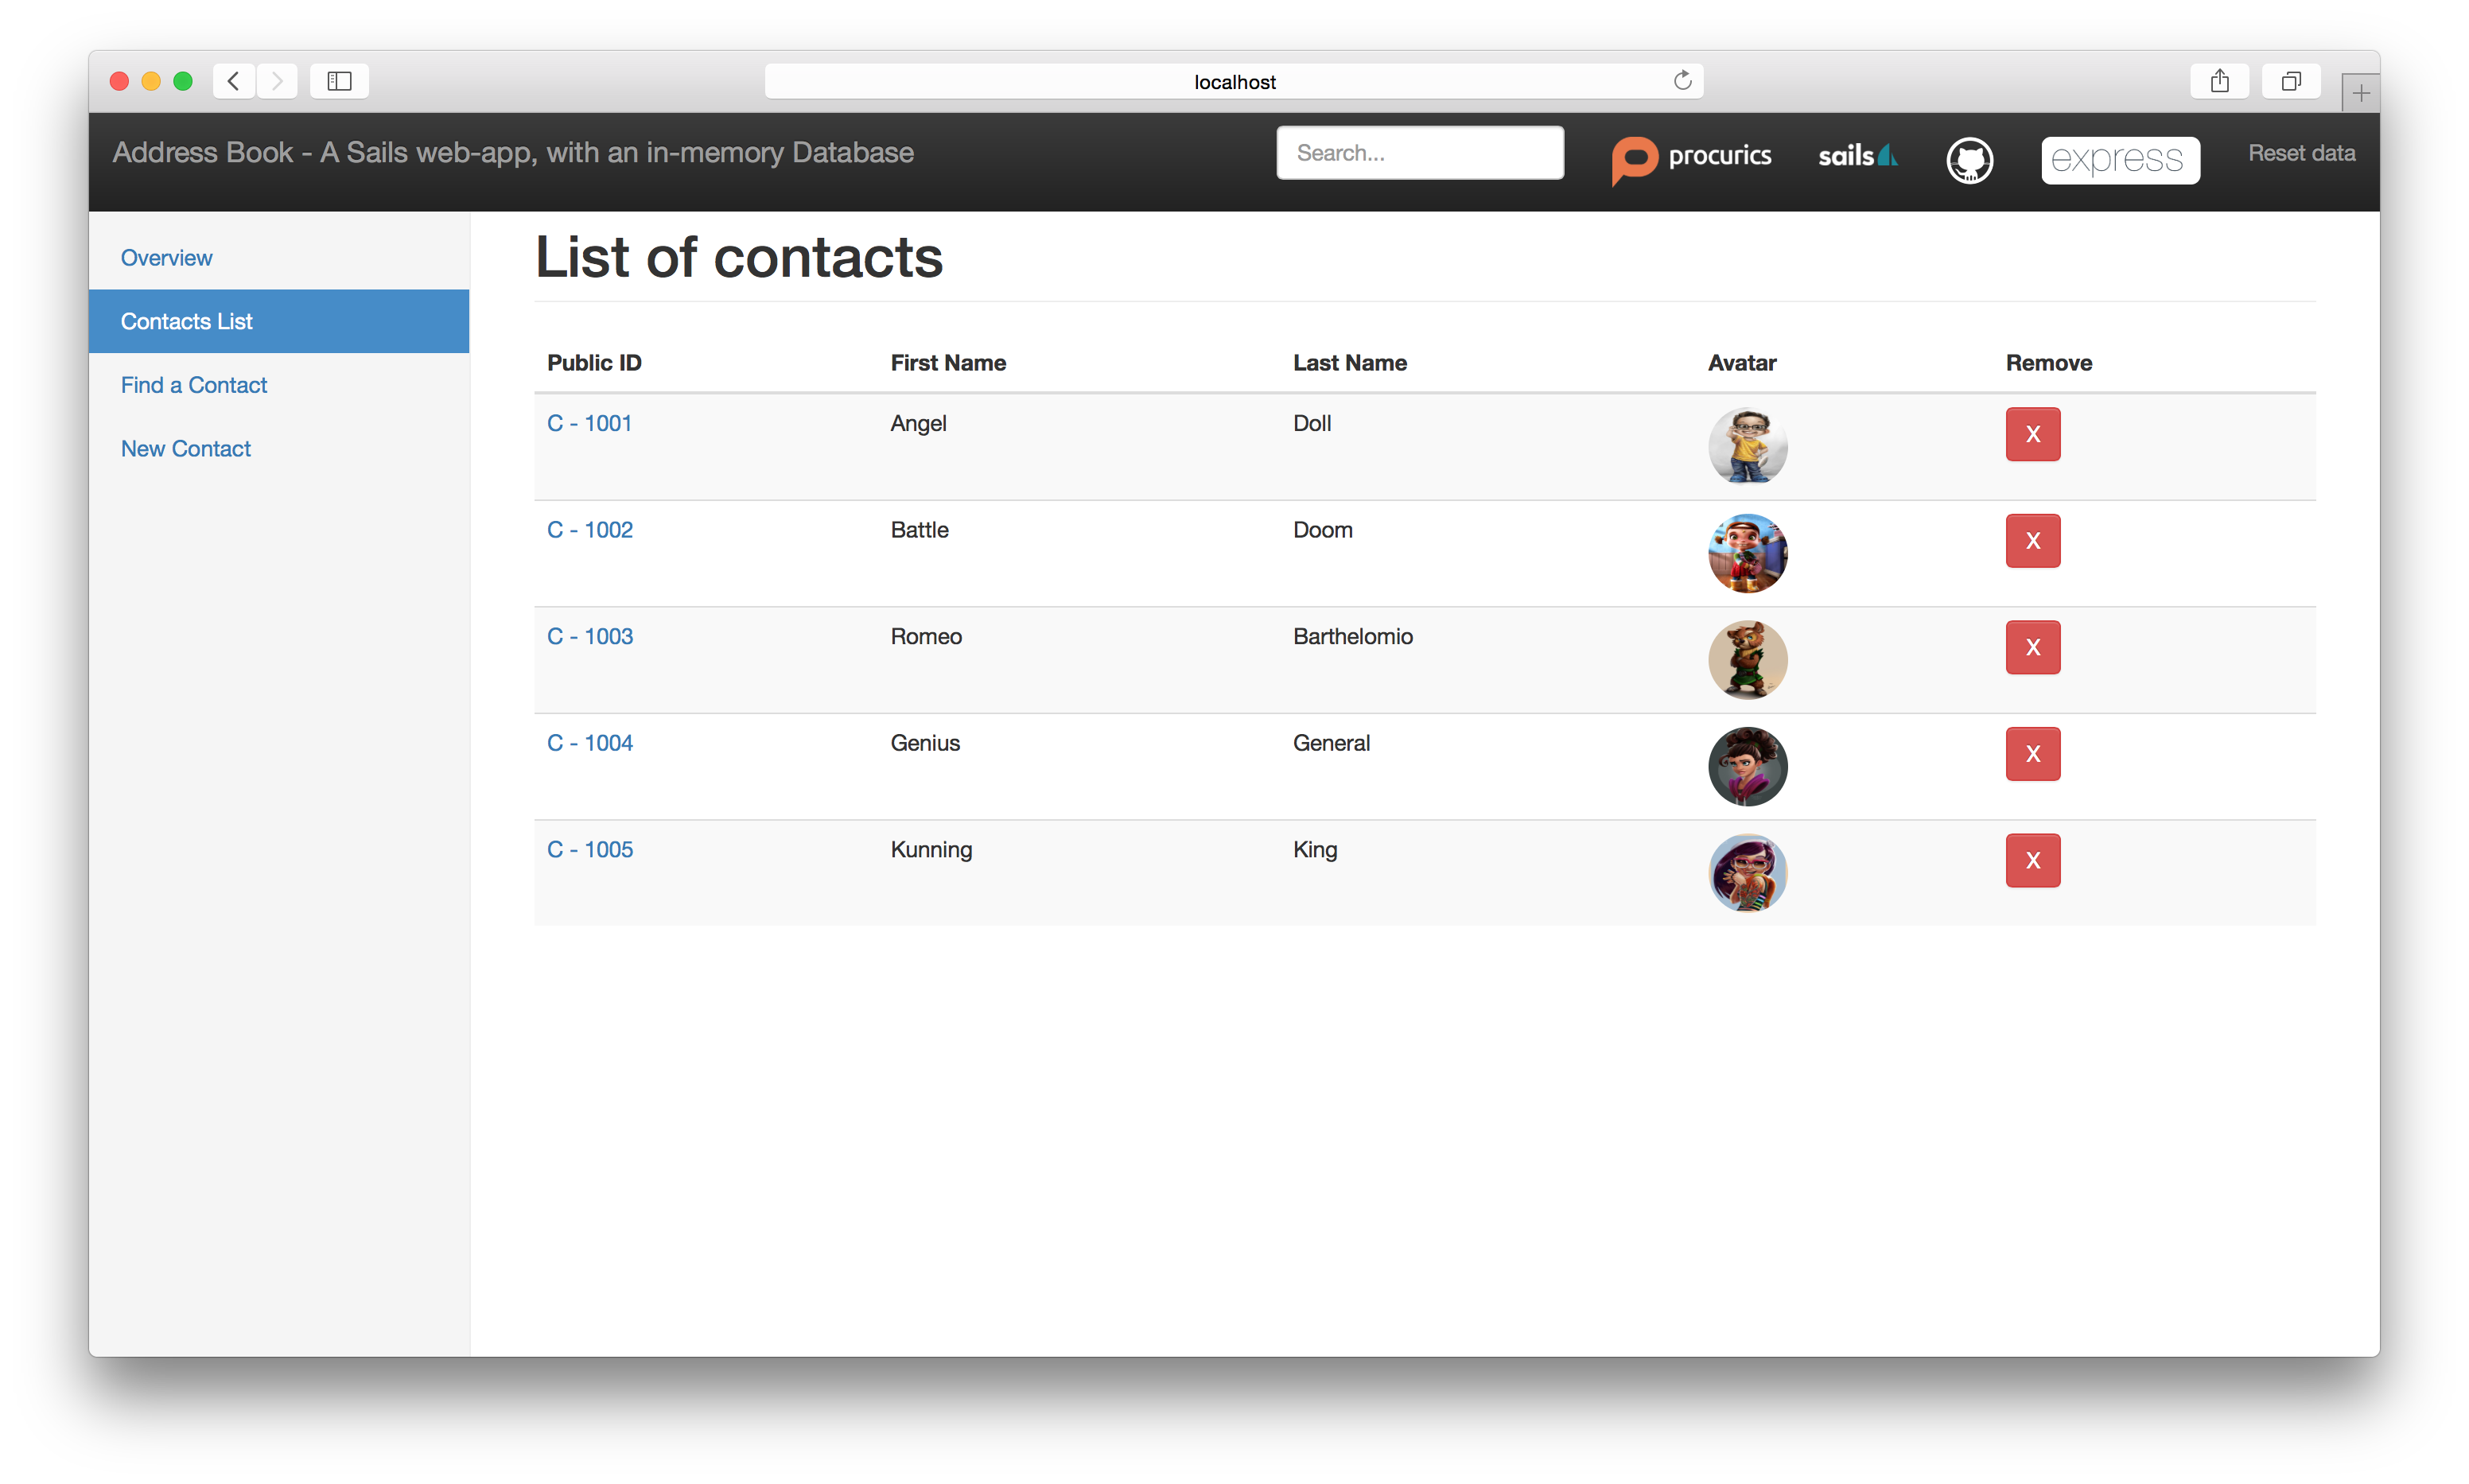 localhost
Address Book - A Sails web-app, with an in-memory Database
Search...
procurics
sails
express
Reset data
Overview
Contacts List
Find a Contact
New Contact
List of contacts
Public ID First Name Last Name Avatar Remove
C - 1001 Angel Doll X
C - 1002 Battle Doom X
C - 1003 Romeo Barthelomio X
C - 1004 Genius General X
C - 1005 Kunning King X